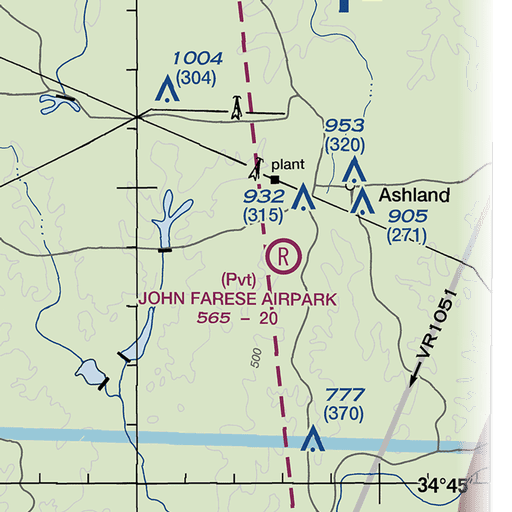 1004
(304)
953
(320)
plant
932
(315)
Ashland
905
(271)
R
(Pvt)
JOHN FARESE AIRPARK
565 – 20
VR1051
500
777
(370)
34°45'